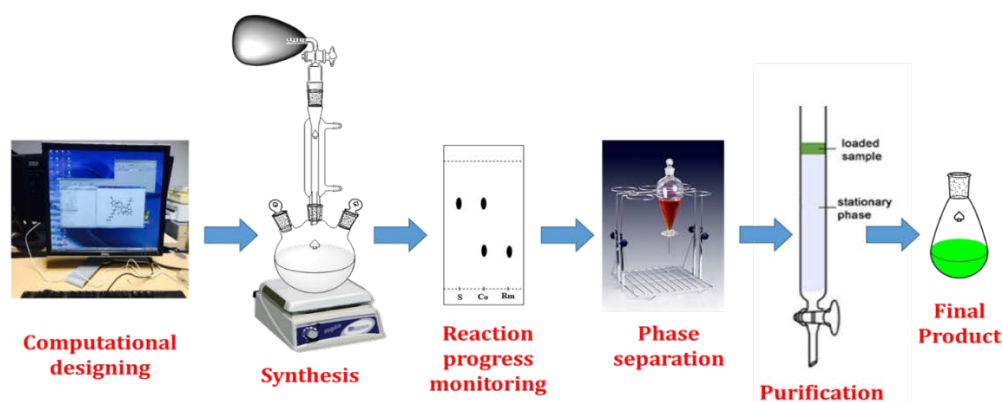 loaded
sample
stationary
phase
S Co Rm
Computational
designing
Synthesis
Reaction
progress
monitoring
Phase
separation
Purification
Final
Product